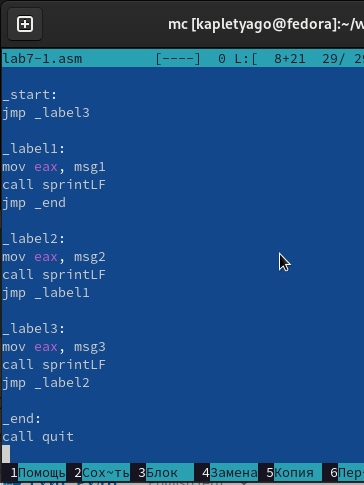 mc [kapletyago@fedora]:~/w
lab7-1.asm [----] 0 L:[ 8+21 29/ 29
_start:
jmp _label3
_label1:
mov eax, msg1
call sprintLF
jmp _end
_label2:
mov eax, msg2
call sprintLF
jmp _label1
_label3:
mov eax, msg3
call sprintLF
jmp _label2
_end:
call quit
1Помощь 2Сох~ть 3Блок 4Замена 5Копия 6Пер